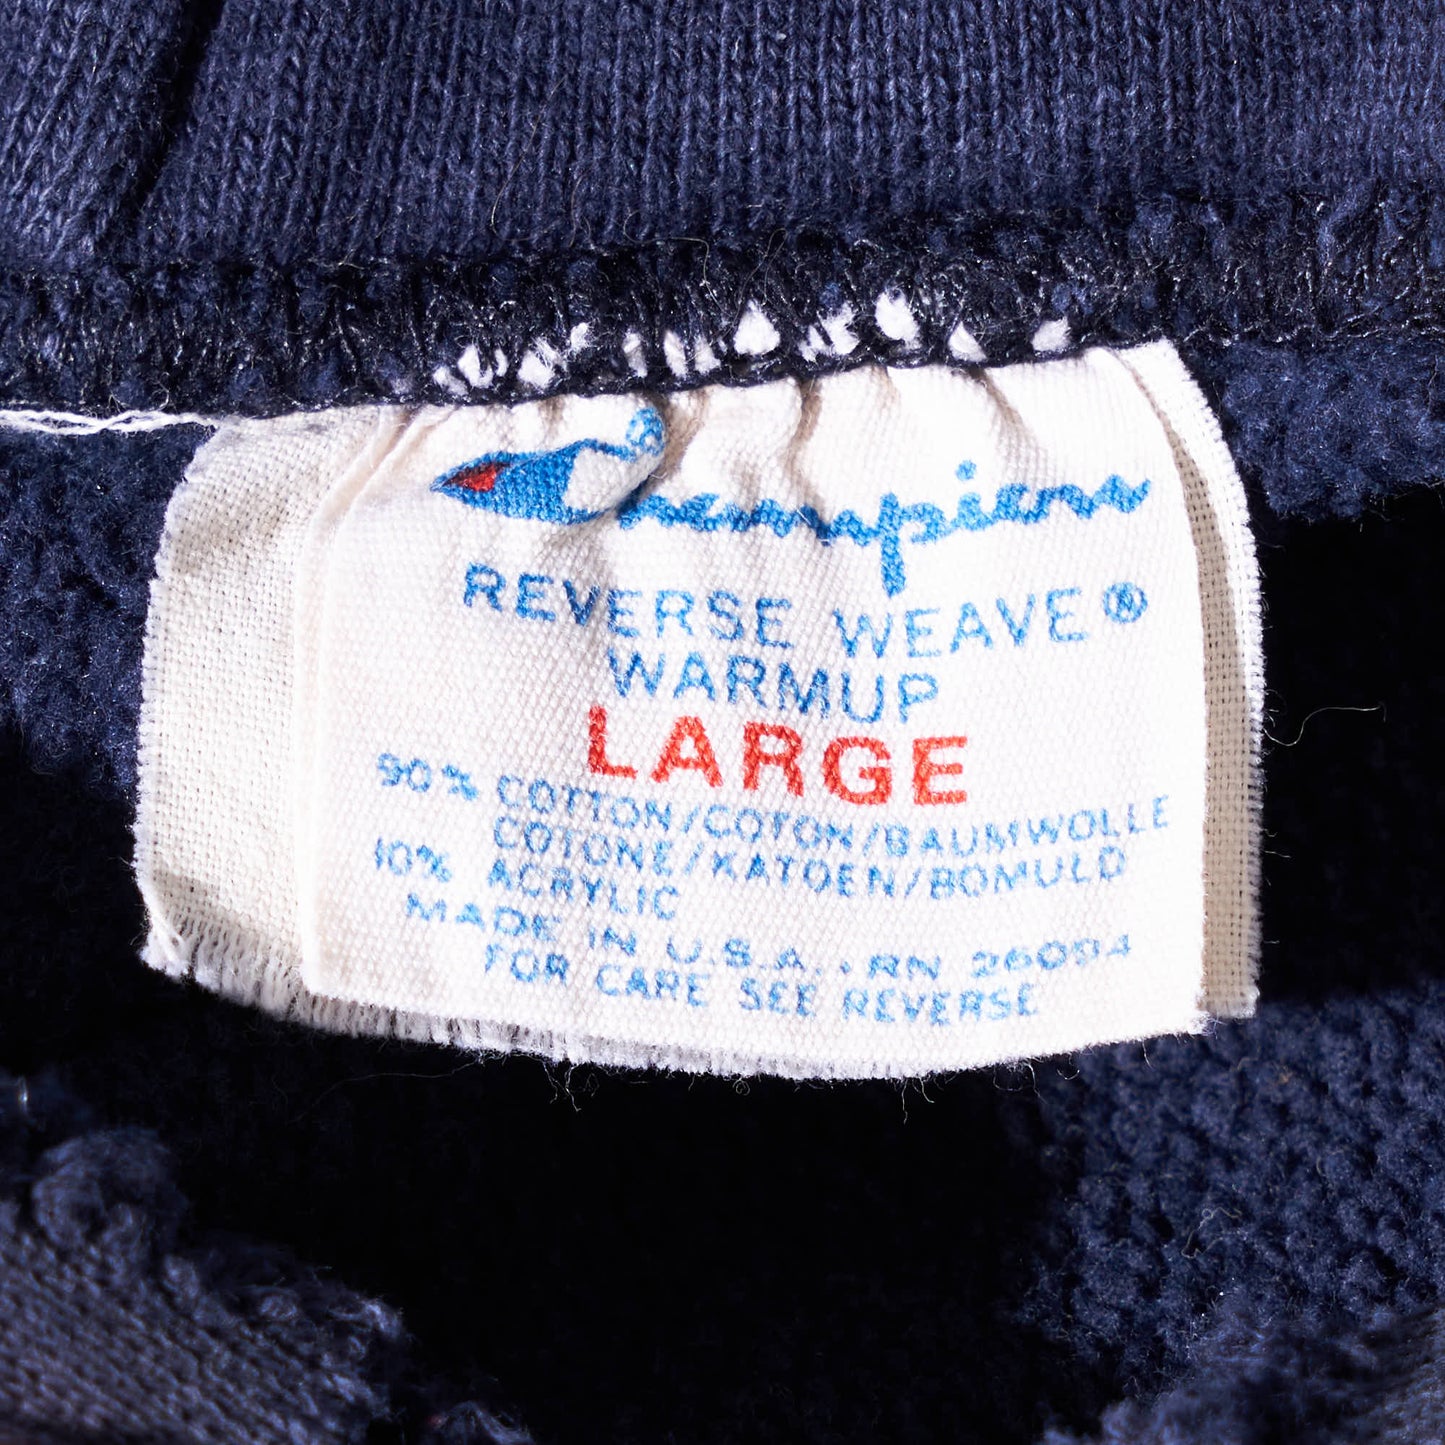 Champion
REVERSE WEAVE®
WARMUP
LARGE
90% COTTON/COTON/BAUMWOLLE
COTONE/KATOEN/BOMULD
10% ACRYLIC
MADE IN U.S.A. • RN 26094
FOR CARE SEE REVERSE